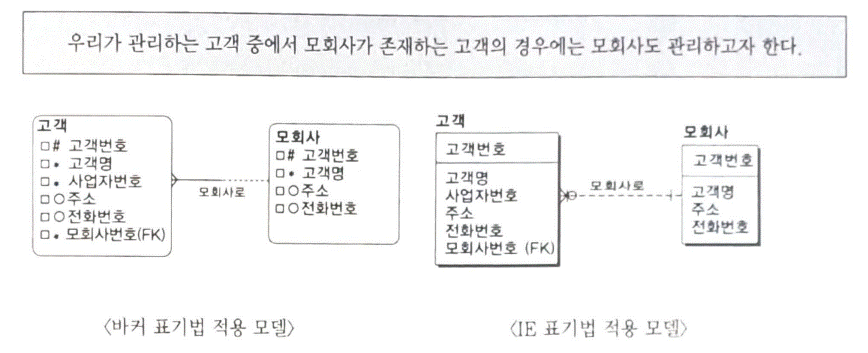 우리가 관리하는 고객 중에서 모회사가 존재하는 고객의 경우에는 모회사도 관리하고자 한다.
고객
□# 고객번호
□* 고객명
□* 사업자번호
□○주소
□○전화번호
□* 모회사번호(FK)
모회사로
모회사
□# 고객번호
□* 고객명
□○주소
□○전화번호
고객
고객번호
고객명
사업자번호
주소
전화번호
모회사번호 (FK)
모회사로
모회사
고객번호
고객명
주소
전화번호
<바커 표기법 적용 모델>
<IE 표기법 적용 모델>